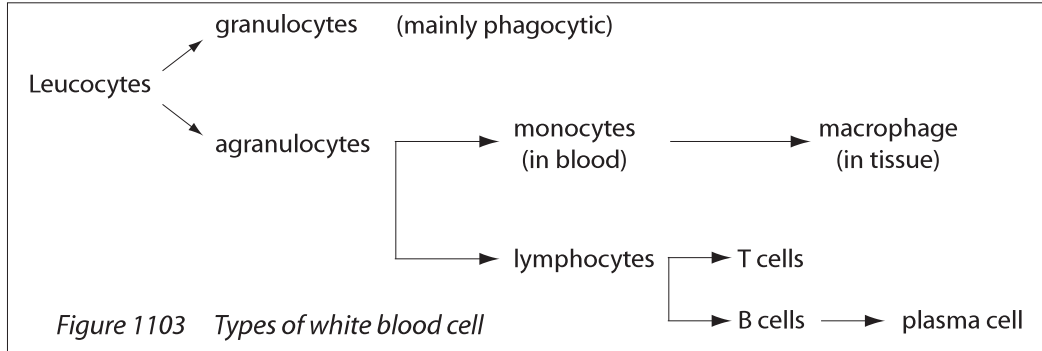 granulocytes (mainly phagocytic)
Leucocytes
agranulocytes
monocytes
(in blood)
macrophage
(in tissue)
lymphocytes
T cells
B cells
plasma cell
Figure 1103 Types of white blood cell